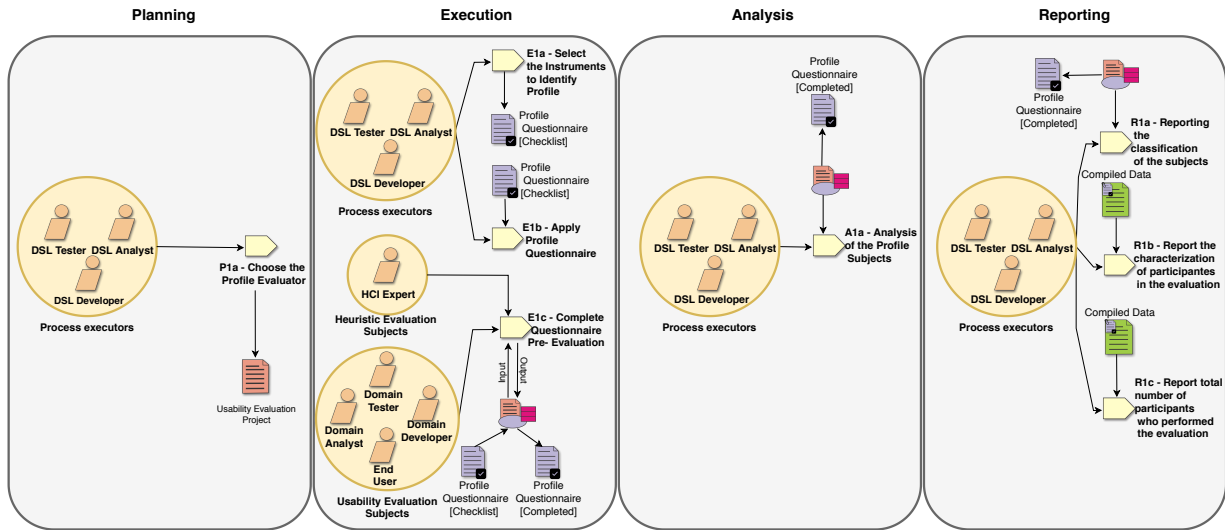 Planning
Execution
Analysis
Reporting
DSL Tester
DSL Analyst
DSL Developer
Process executors
P1a - Choose the
Profile Evaluator
Usability Evaluation
Project
DSL Tester
DSL Analyst
DSL Developer
Process executors
E1a - Select
the Instruments
to Identify
Profile
Profile
Questionnaire
[Checklist]
Profile
Questionnaire
[Checklist]
E1b - Apply
Profile
Questionnaire
HCI Expert
Heuristic Evaluation
Subjects
E1c - Complete
Questionnaire
Pre- Evaluation
Input
Output
Domain
Tester
Domain
Analyst
Domain
Developer
End
User
Usability Evaluation
Subjects
Profile
Questionnaire
[Checklist]
Profile
Questionnaire
[Completed]
Profile
Questionnaire
[Completed]
DSL Tester
DSL Analyst
DSL Developer
Process executors
A1a - Analysis
of the Profile
Subjects
Profile
Questionnaire
[Completed]
R1a - Reporting
the
classification
of the subjects
Compiled Data
DSL Tester
DSL Analyst
DSL Developer
Process executors
R1b - Report the
characterization
of participantes
in the evaluation
Compiled Data
R1c - Report total
number of
participants
who performed
the evaluation